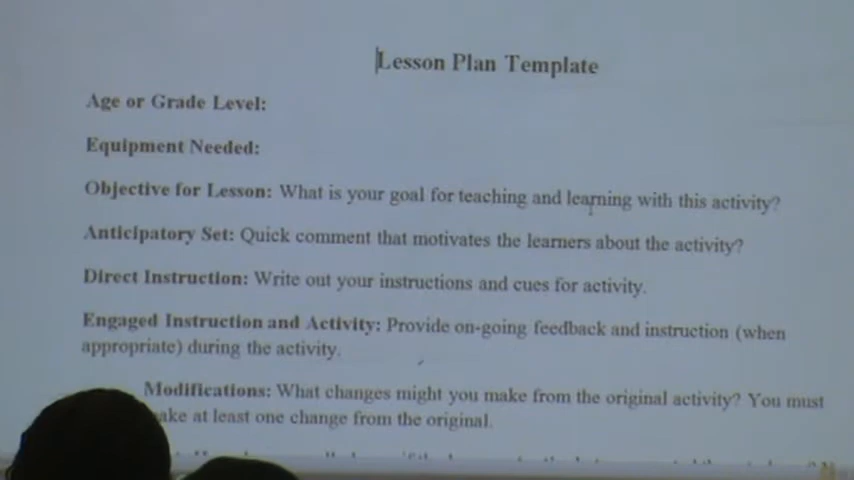 Lesson Plan Template
Age or Grade Level:
Equipment Needed:
Objective for Lesson: What is your goal for teaching and learning with this activity?
Anticipatory Set: Quick comment that motivates the learners about the activity?
Direct Instruction: Write out your instructions and cues for activity.
Engaged Instruction and Activity: Provide on-going feedback and instruction (when
appropriate) during the activity.
Modifications: What changes might you make from the original activity? You must
at least one change from the original.